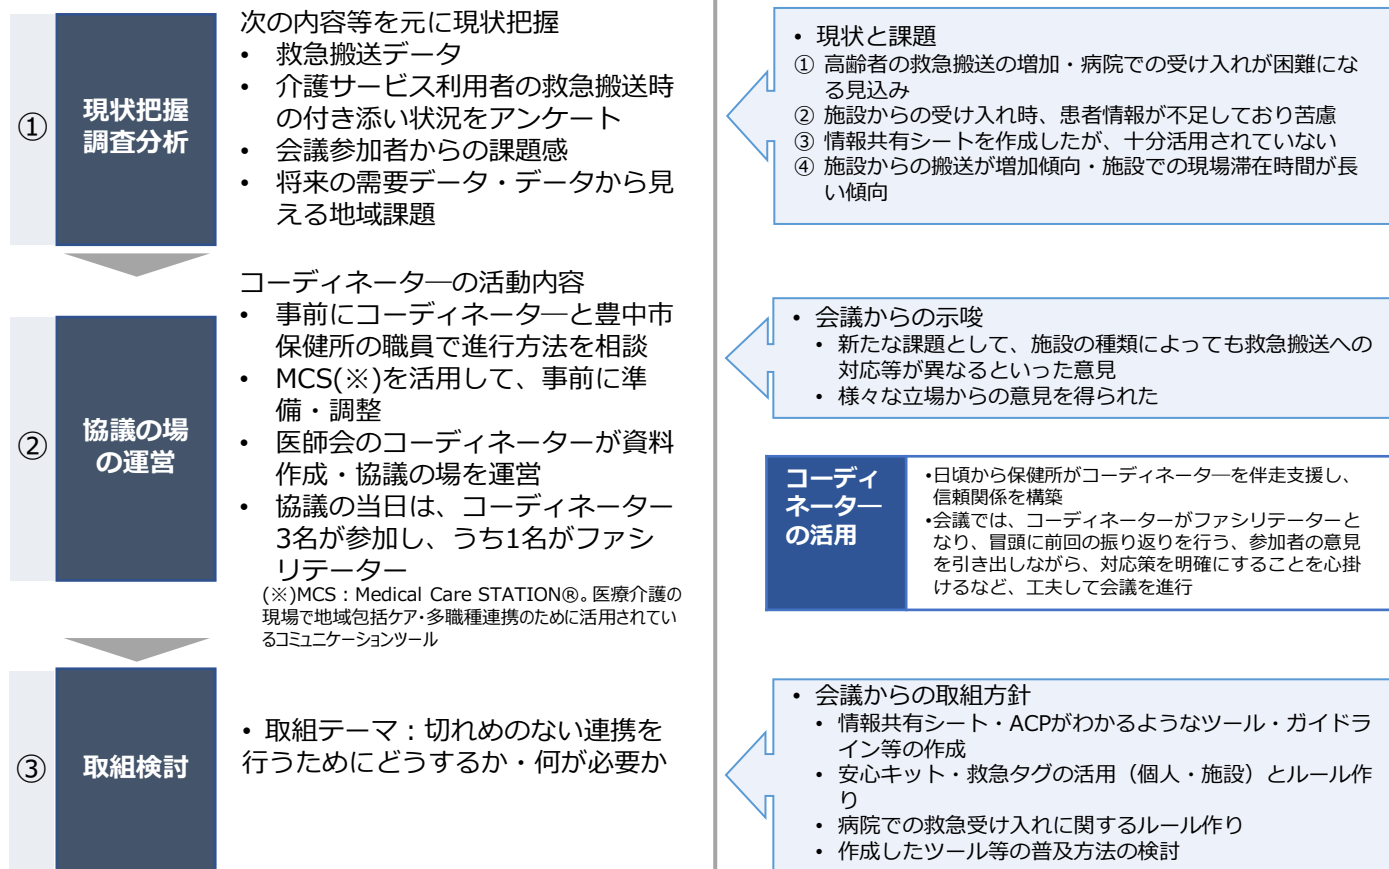 ①
現状把握
調査分析
次の内容等を元に現状把握
• 救急搬送データ
• 介護サービス利用者の救急搬送時
の付き添い状況をアンケート
• 会議参加者からの課題感
• 将来の需要データ・データから見
える地域課題
• 現状と課題
① 高齢者の救急搬送の増加・病院での受け入れが困難にな
る見込み
② 施設からの受け入れ時、患者情報が不足しており苦慮
③ 情報共有シートを作成したが、十分活用されていない
④ 施設からの搬送が増加傾向・施設での現場滞在時間が長
い傾向
②
協議の場
の運営
コーディネータ―の活動内容
• 事前にコーディネータ―と豊中市
保健所の職員で進行方法を相談
• MCS(※)を活用して、事前に準
備・調整
• 医師会のコーディネーターが資料
作成・協議の場を運営
• 協議の当日は、コーディネーター
3名が参加し、うち1名がファシ
リテーター
(※)MCS：Medical Care STATION®。医療介護の
現場で地域包括ケア・多職種連携のために活用されてい
るコミュニケーションツール
• 会議からの示唆
• 新たな課題として、施設の種類によっても救急搬送への
対応等が異なるといった意見
• 様々な立場からの意見を得られた
コーディ
ネータ―
の活用
•日頃から保健所がコーディネータ―を伴走支援し、
信頼関係を構築
•会議では、コーディネーターがファシリテーターと
なり、冒頭に前回の振り返りを行う、参加者の意見
を引き出しながら、対応策を明確にすることを心掛
けるなど、工夫して会議を進行
③
取組検討
• 取組テーマ：切れめのない連携を
行うためにどうするか・何が必要か
• 会議からの取組方針
• 情報共有シート・ACPがわかるようなツール・ガイドラ
イン等の作成
• 安心キット・救急タグの活用（個人・施設）とルール作
り
• 病院での救急受け入れに関するルール作り
• 作成したツール等の普及方法の検討